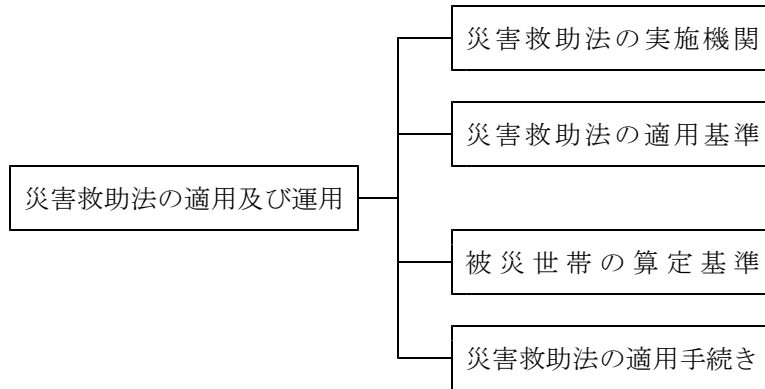 災害救助法の実施機関
災害救助法の適用基準
災害救助法の適用及び運用
被災世帯の算定基準
災害救助法の適用手続き